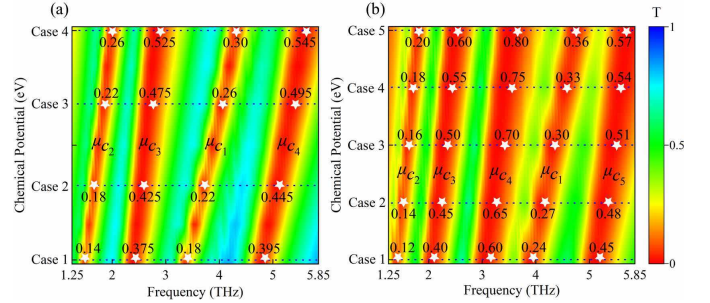 (a)
Case 4
0.26 0.525 0.30 0.545
Case 3
0.22 0.475 0.26 0.495
μc2 μc3 μc1 μc4
Case 2
0.18 0.425 0.22 0.445
0.14 0.375 0.18 0.395
Case 1
1.25 2 3 4 5 5.85
Frequency (THz)
Chemical Potential (eV)
(b)
Case 5
0.20 0.60 0.80 0.36 0.57
0.18 0.55 0.75 0.33 0.54
Case 4
0.16 0.50 0.70 0.30 0.51
Case 3
μc2 μc3 μc4 μc1 μc5
Case 2
0.14 0.45 0.65 0.27 0.48
0.12 0.40 0.60 0.24 0.45
Case 1
1.25 2 3 4 5 5.85
Frequency (THz)
Chemical Potential (eV)
T
1
0.5
0